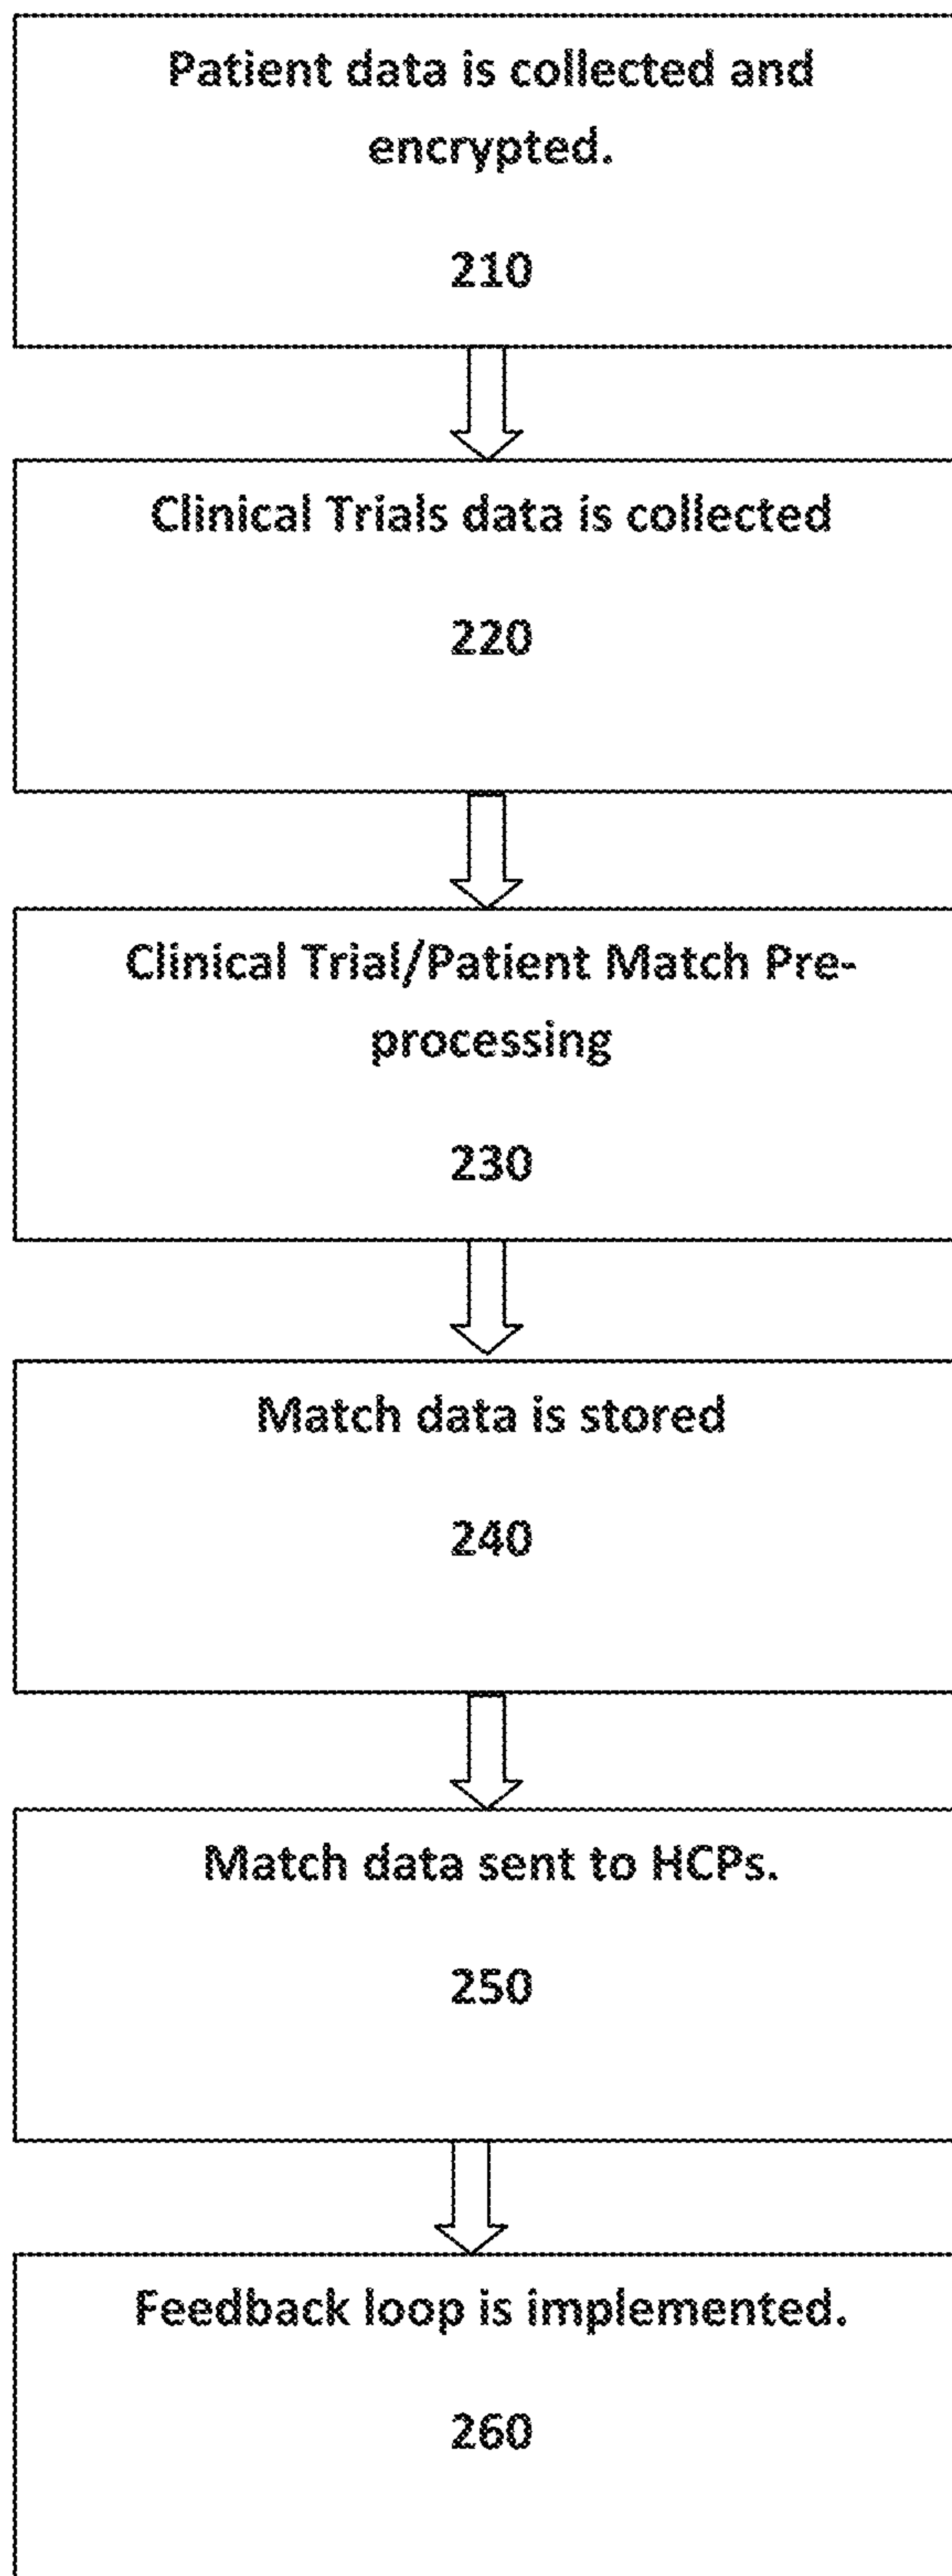 Patient data is collected and
encrypted.
210
Clinical Trials data is collected
220
Clinical Trial/Patient Match Pre-
processing
230
Match data is stored
240
Match data sent to HCPs.
250
Feedback loop is implemented.
260